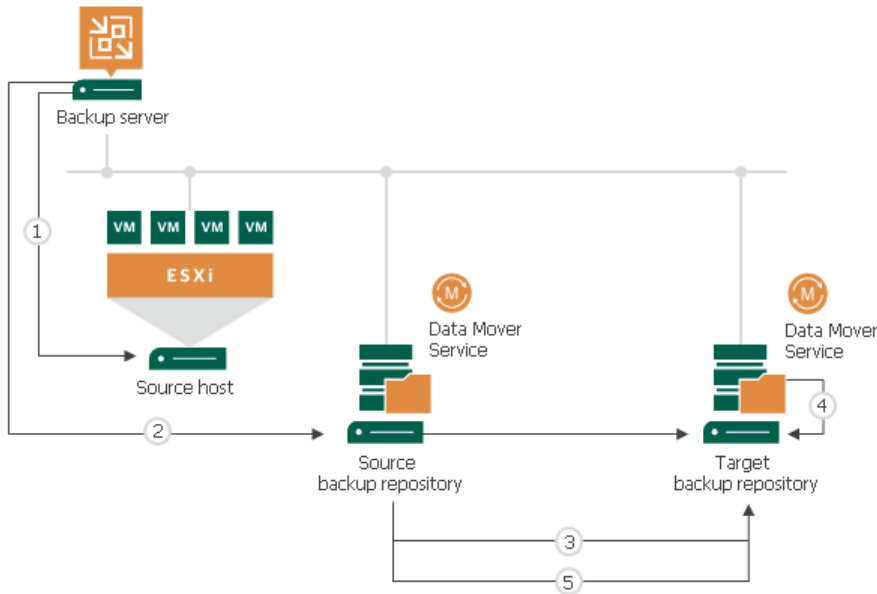 Backup server
1
VM VM VM VM
ESXi
M
Data Mover
Service
M
Data Mover
Service
Source host
4
2
Source
backup repository
Target
backup repository
3
5